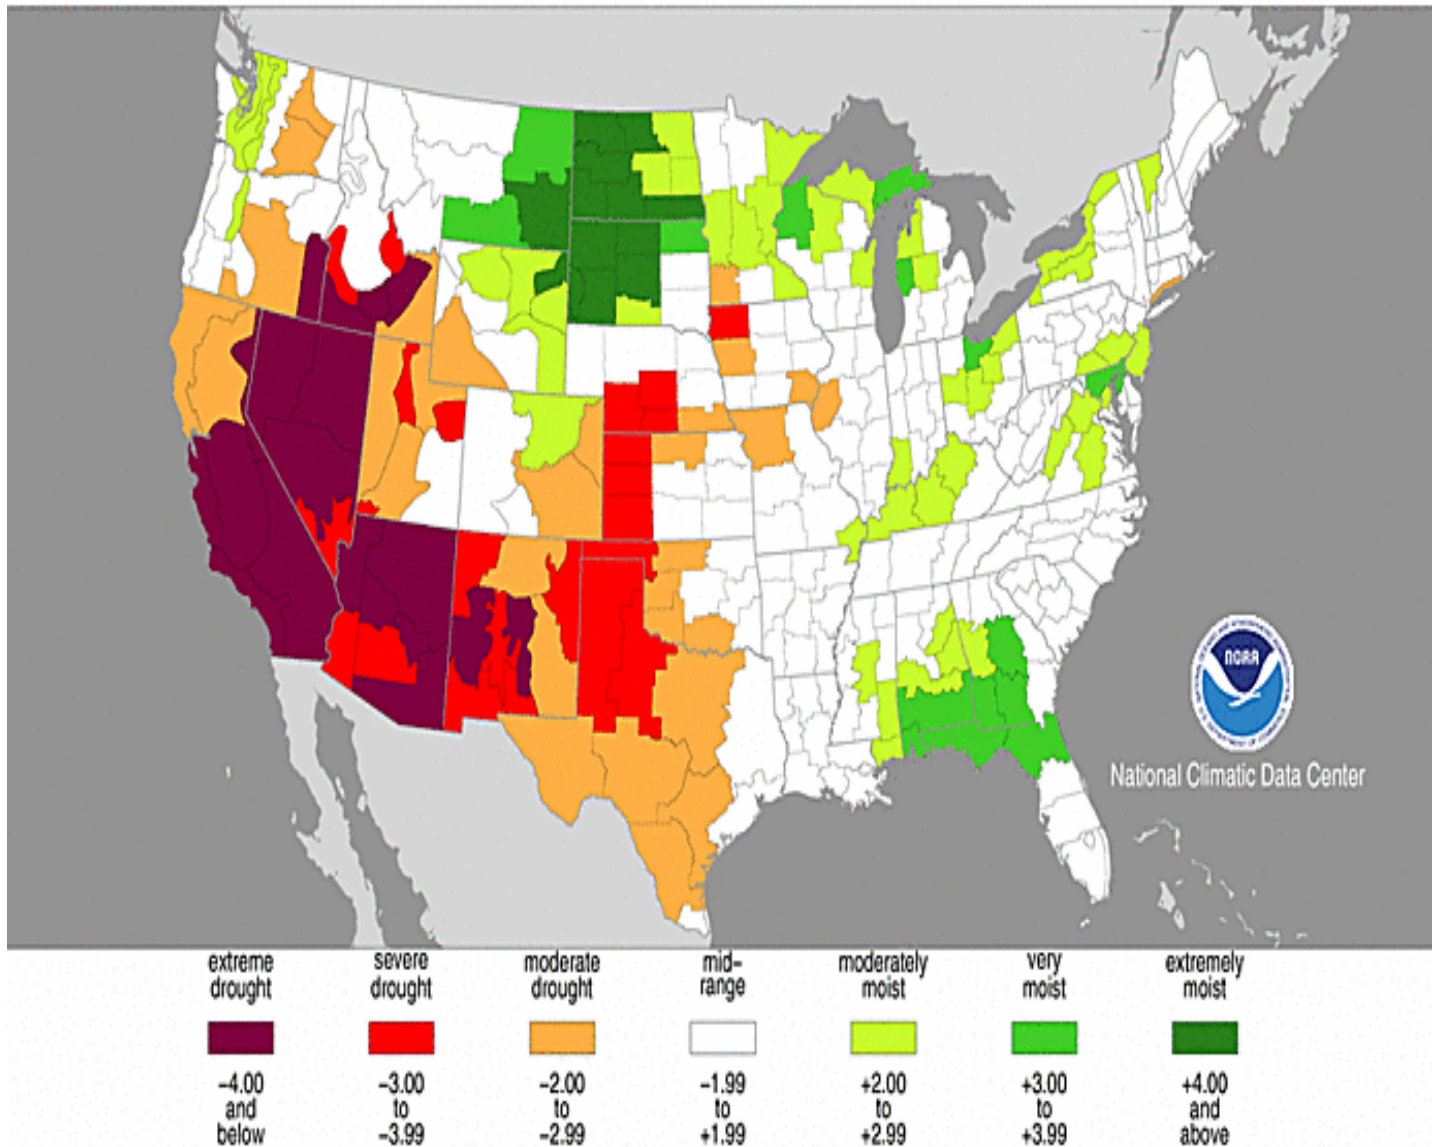 NOAA
National Climatic Data Center
extreme drought
severe drought
moderate drought
mid-range
moderately moist
very moist
extremely moist
-4.00 and below
-3.00 to -3.99
-2.00 to -2.99
-1.99 to +1.99
+2.00 to +2.99
+3.00 to +3.99
+4.00 and above